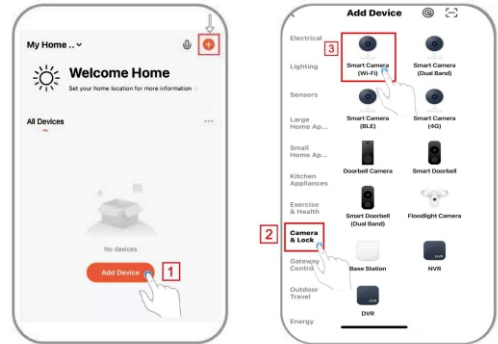 My Home ..
Welcome Home
Set your home location for more information
All Devices
No devices
Add Device
1
Add Device
Electrical
Lighting
Sensors
Large
Home Ap...
Small
Home Ap...
Kitchen
Appliances
Exercise
& Health
Camera
& Lock
2
Gateway
Control
Outdoor
Travel
Energy
3
Smart Camera
(Wi-Fi)
Smart Camera
(Dual Band)
Smart Camera
(BLE)
Smart Camera
(4G)
Doorbell Camera
Smart Doorbell
Smart Doorbell
(Dual Band)
Floodlight Camera
Base Station
NVR
NVR
DVR
DVR